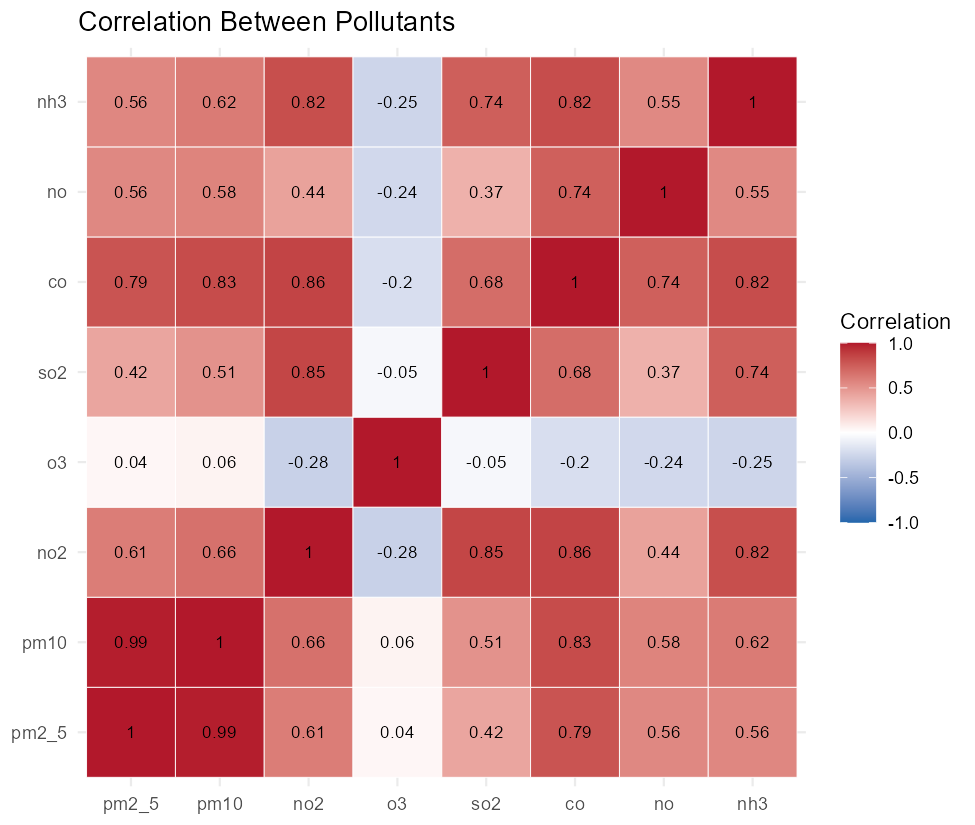 Correlation Between Pollutants
nh3 0.56 0.62 0.82 -0.25 0.74 0.82 0.55 1
no 0.56 0.58 0.44 -0.24 0.37 0.74 1 0.55
co 0.79 0.83 0.86 -0.2 0.68 1 0.74 0.82
so2 0.42 0.51 0.85 -0.05 1 0.68 0.37 0.74
o3 0.04 0.06 -0.28 1 -0.05 -0.2 -0.24 -0.25
no2 0.61 0.66 1 -0.28 0.85 0.86 0.44 0.82
pm10 0.99 1 0.66 0.06 0.51 0.83 0.58 0.62
pm2_5 1 0.99 0.61 0.04 0.42 0.79 0.56 0.56
pm2_5 pm10 no2 o3 so2 co no nh3
Correlation
1.0
0.5
0.0
-0.5
-1.0